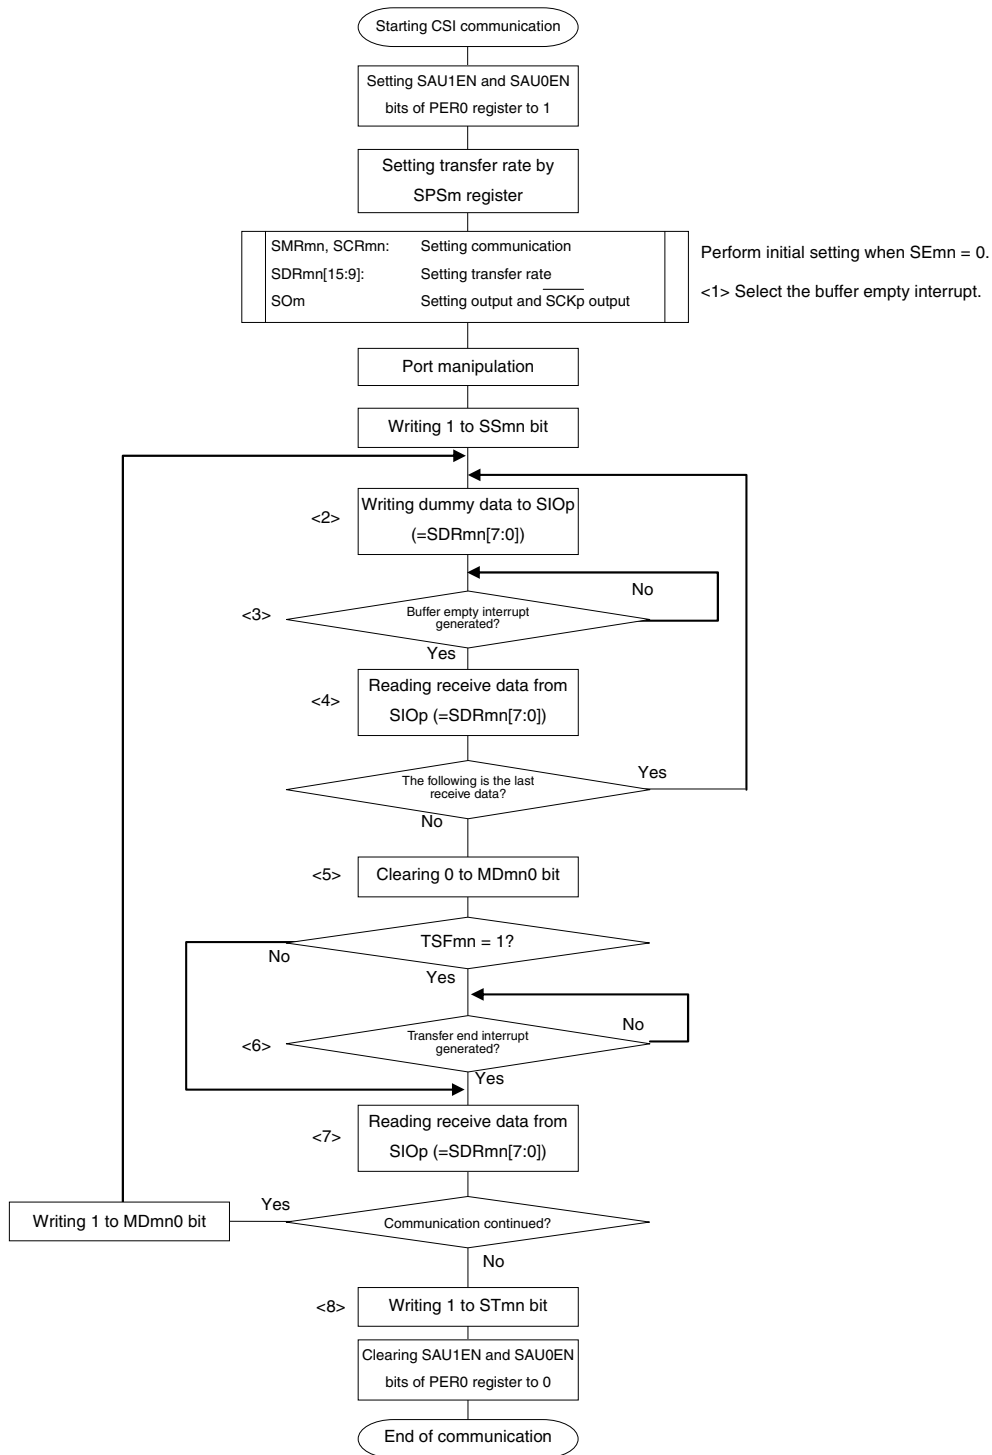 Starting CSI communication
Setting SAU1EN and SAU0EN
bits of PER0 register to 1
Setting transfer rate by
SPSm register
SMRmn, SCRmn: Setting communication
SDRmn[15:9]: Setting transfer rate
SOm Setting output and SCKp output
Perform initial setting when SEmn = 0.
<1> Select the buffer empty interrupt.
Port manipulation
Writing 1 to SSmn bit
<2>
Writing dummy data to SIOp
(=SDRmn[7:0])
No
<3>
Buffer empty interrupt
generated?
Yes
<4>
Reading receive data from
SIOp (=SDRmn[7:0])
The following is the last
receive data?
Yes
No
<5>
Clearing 0 to MDmn0 bit
TSFmn = 1?
No
Yes
No
<6>
Transfer end interrupt
generated?
Yes
<7>
Reading receive data from
SIOp (=SDRmn[7:0])
Writing 1 to MDmn0 bit
Yes
Communication continued?
No
<8>
Writing 1 to STmn bit
Clearing SAU1EN and SAU0EN
bits of PER0 register to 0
End of communication